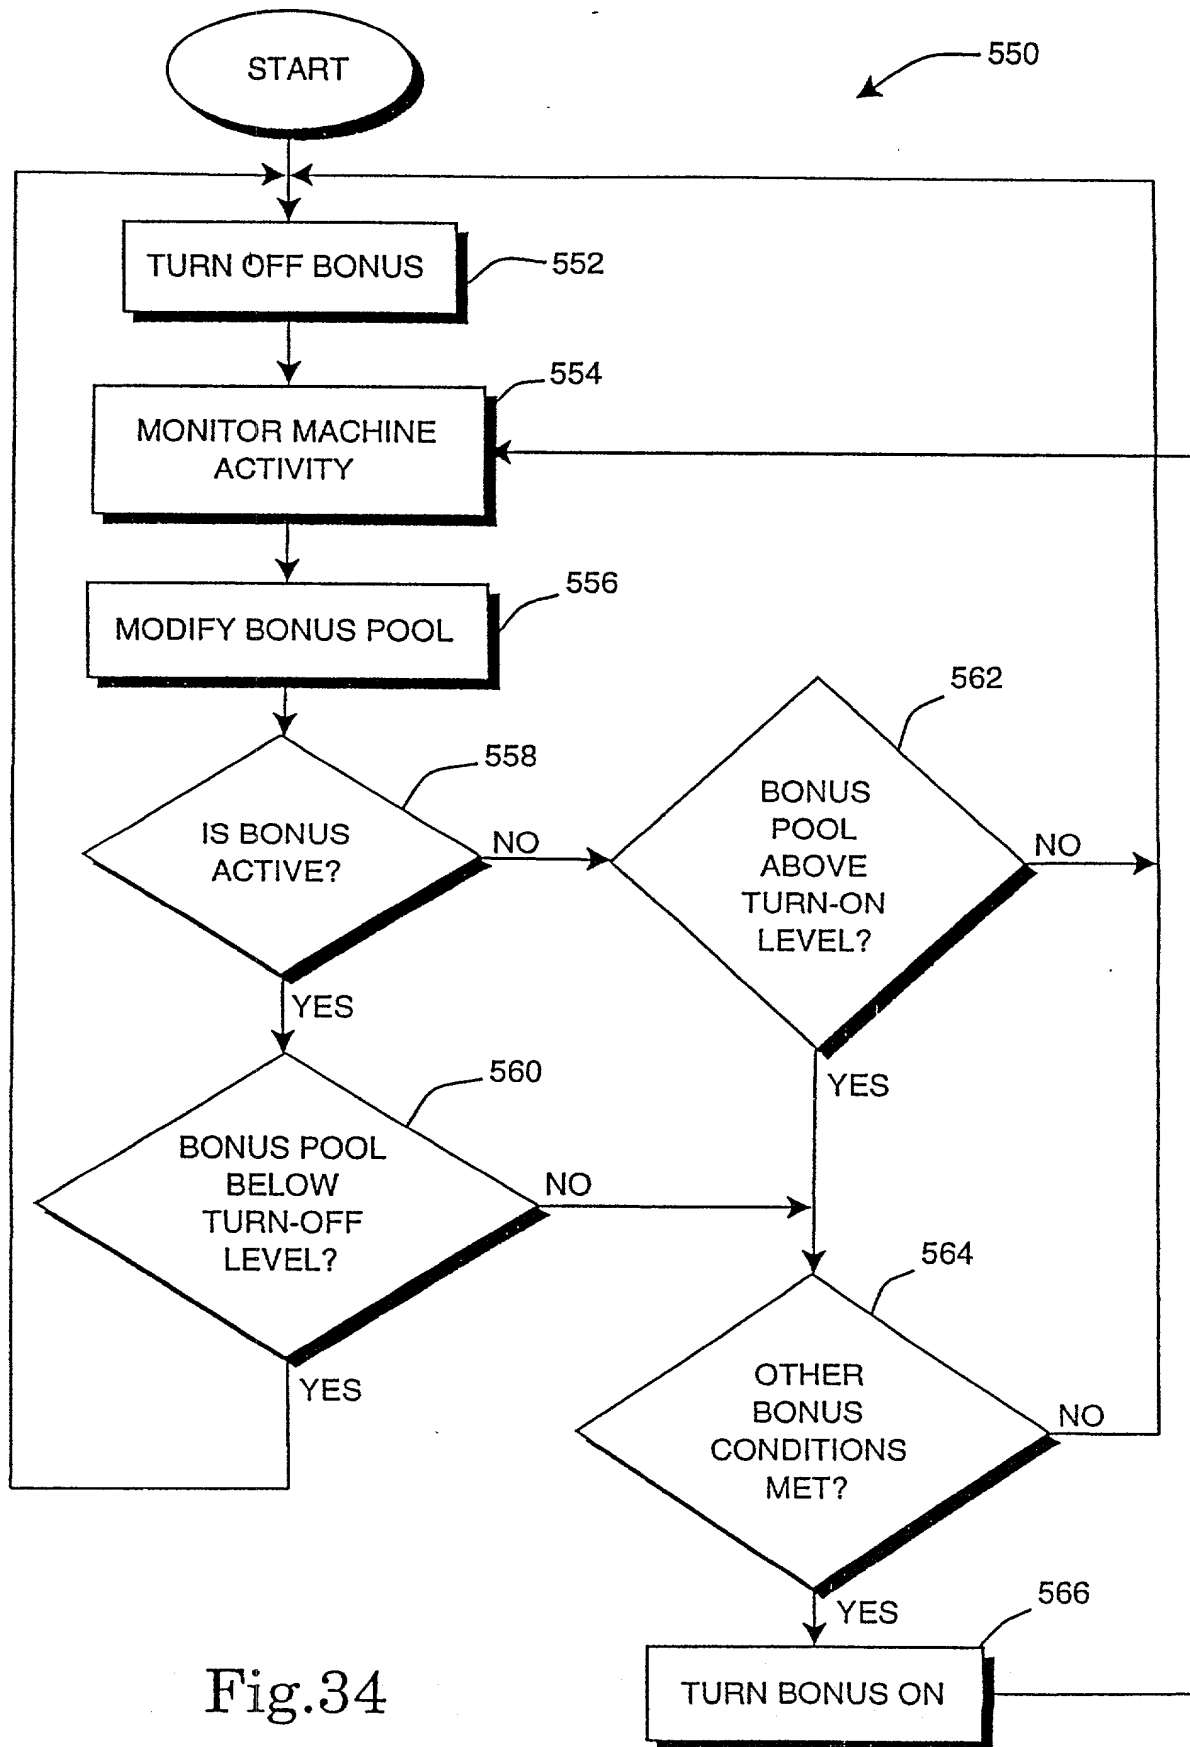 START
550
TURN OFF BONUS
552
554
MONITOR MACHINE
ACTIVITY
556
MODIFY BONUS POOL
558
IS BONUS
ACTIVE?
NO
YES
562
BONUS
POOL
ABOVE
TURN-ON
LEVEL?
NO
YES
560
BONUS POOL
BELOW
TURN-OFF
LEVEL?
NO
YES
564
OTHER
BONUS
CONDITIONS
MET?
NO
YES
566
TURN BONUS ON
Fig.34